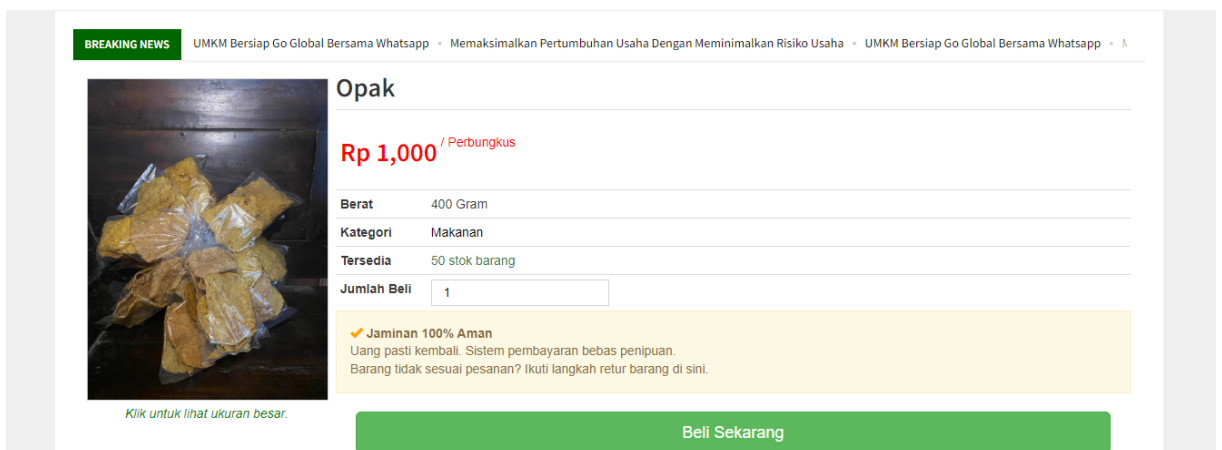 BREAKING NEWS UMKM Bersiap Go Global Bersama Whatsapp • Memaksimalkan Pertumbuhan Usaha Dengan Meminimalkan Risiko Usaha • UMKM Bersiap Go Global Bersama Whatsapp •
Opak
Rp 1,000 / Perbungkus
Berat 400 Gram
Kategori Makanan
Tersedia 50 stok barang
Jumlah Beli 1
Jaminan 100% Aman
Uang pasti kembali. Sistem pembayaran bebas penipuan.
Barang tidak sesuai pesanan? Ikuti langkah retur barang di sini.
Klik untuk lihat ukuran besar.
Beli Sekarang